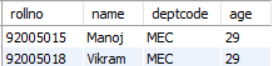 rollno name deptcode age
92005015 Manoj MEC 29
92005018 Vikram MEC 29